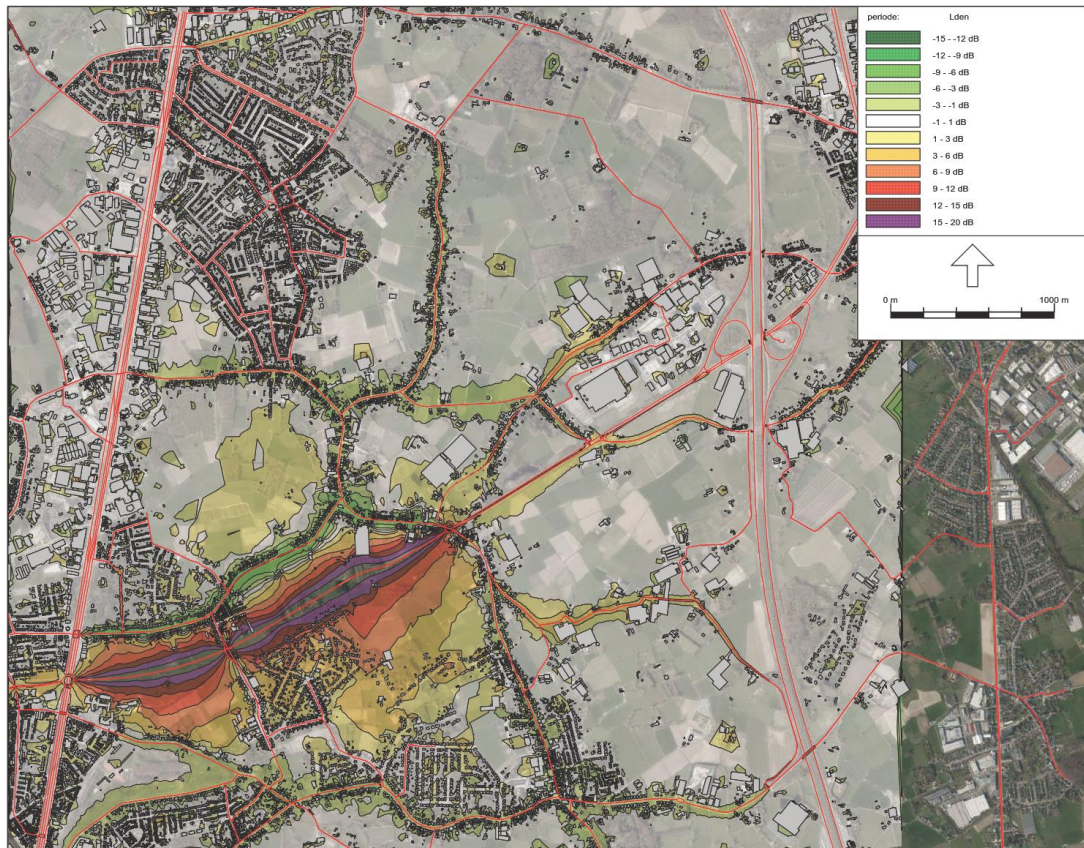 periode: Lden
-15 - -12 dB
-12 - -9 dB
-9 - -6 dB
-6 - -3 dB
-3 - -1 dB
-1 - 1 dB
1 - 3 dB
3 - 6 dB
6 - 9 dB
9 - 12 dB
12 - 15 dB
15 - 20 dB
0 m 1000 m